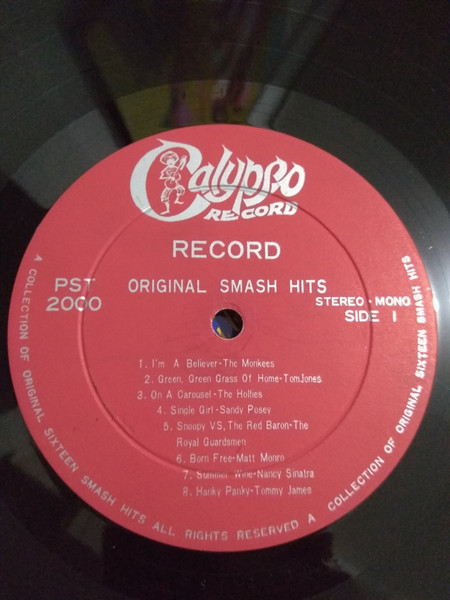 Calypso
RECORD
RECORD
PST
2000
ORIGINAL SMASH HITS
STEREO - MONO
SIDE 1
1. I'm A Believer-The Monkees
2. Green, Green Grass Of Home-TomJones
3. On A Carousel-The Hollies
4. Single Girl-Sandy Posey
5. Snoopy VS, The Red Baron-The
Royal Guardsmen
6. Born Free-Matt Monro
7. Summer Wine-Nancy Sinatra
8. Hanky Panky-Tommy James
A COLLECTION OF ORIGINAL SIXTEEN SMASH HITS ALL RIGHTS RESERVED A COLLECTION OF ORIGINAL SIXTEEN SMASH HITS